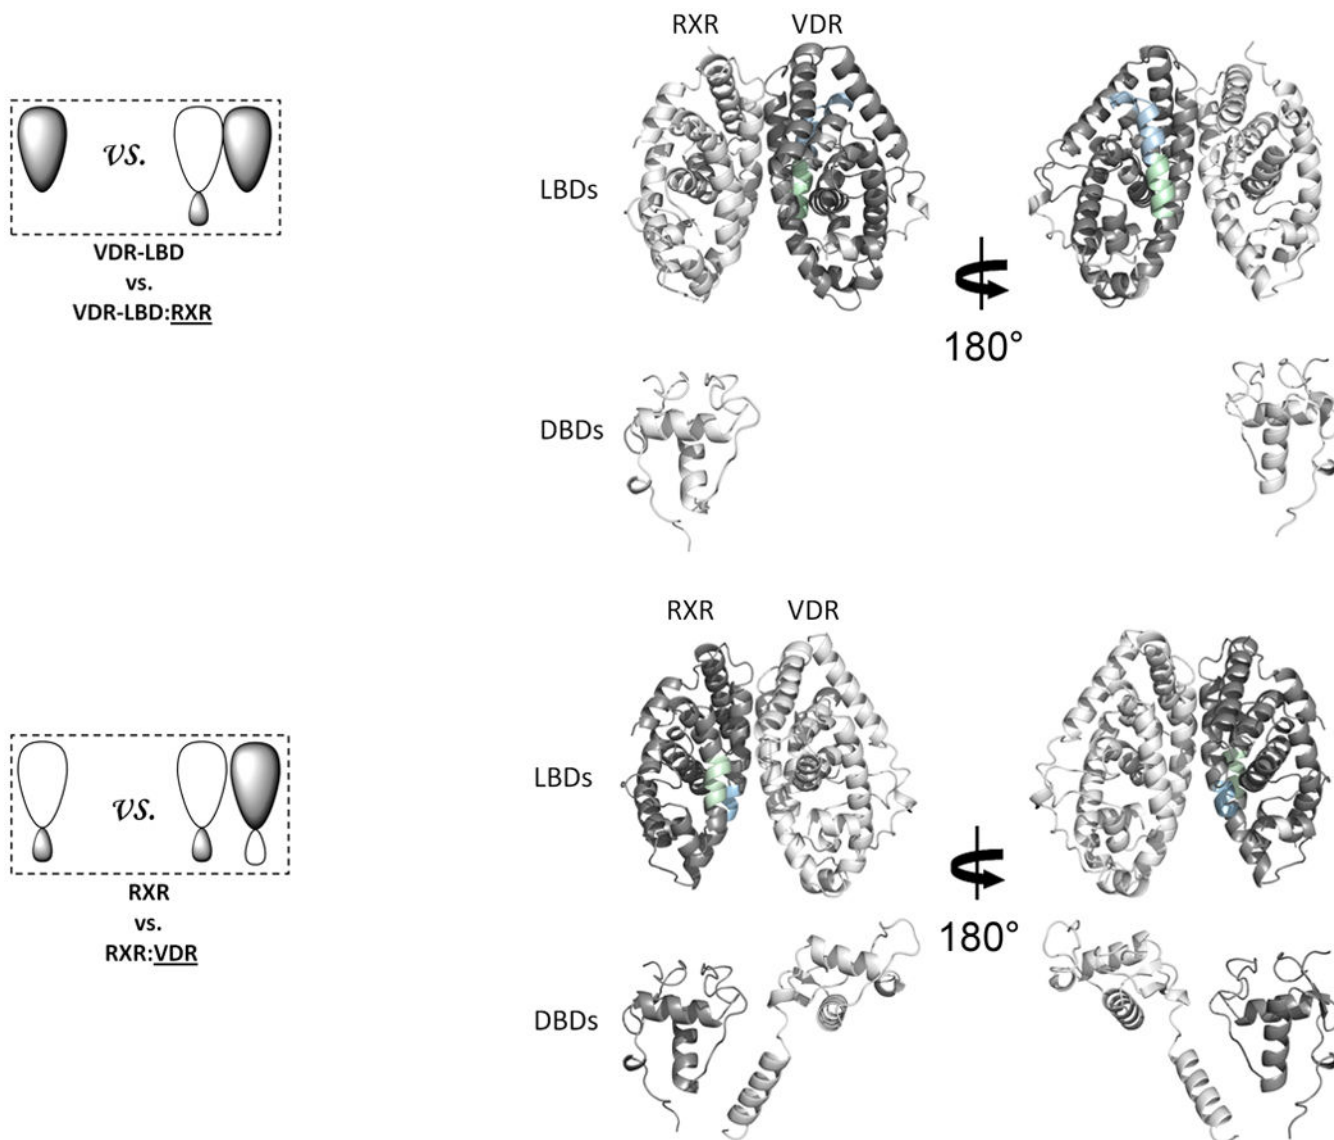 RXR VDR
vs.
LBDs
VDR-LBD
vs.
VDR-LBD:RXR
180°
DBDs
RXR VDR
vs.
LBDs
RXR
vs.
RXR:VDR
180°
DBDs